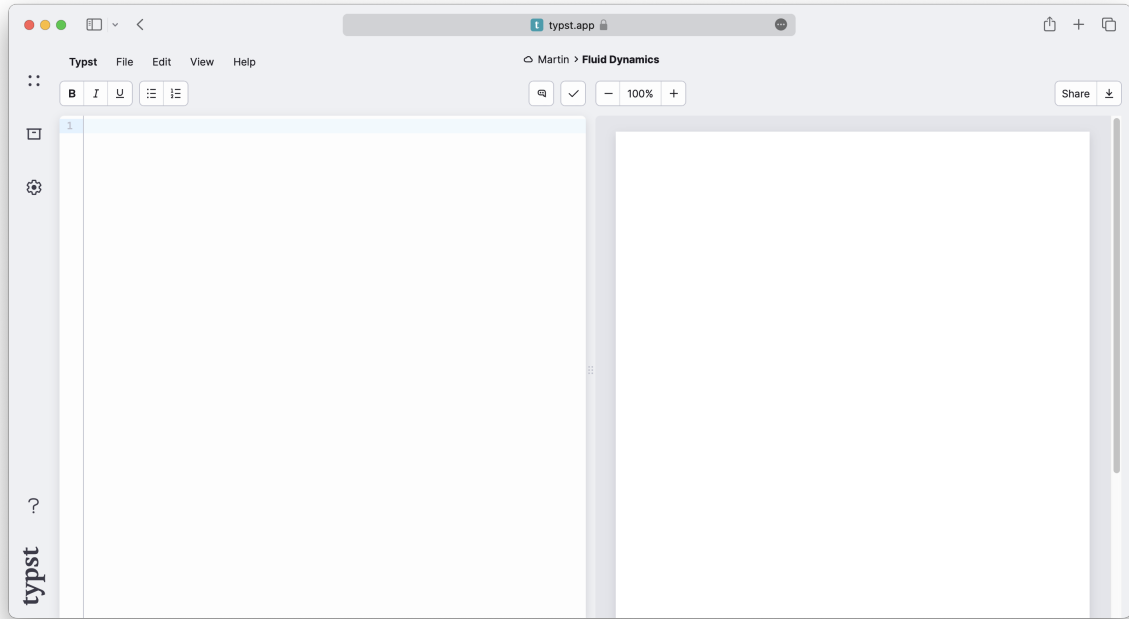 t typst.app
Typst File Edit View Help
Martin > Fluid Dynamics
B I U
100%
Share
1
?
typst